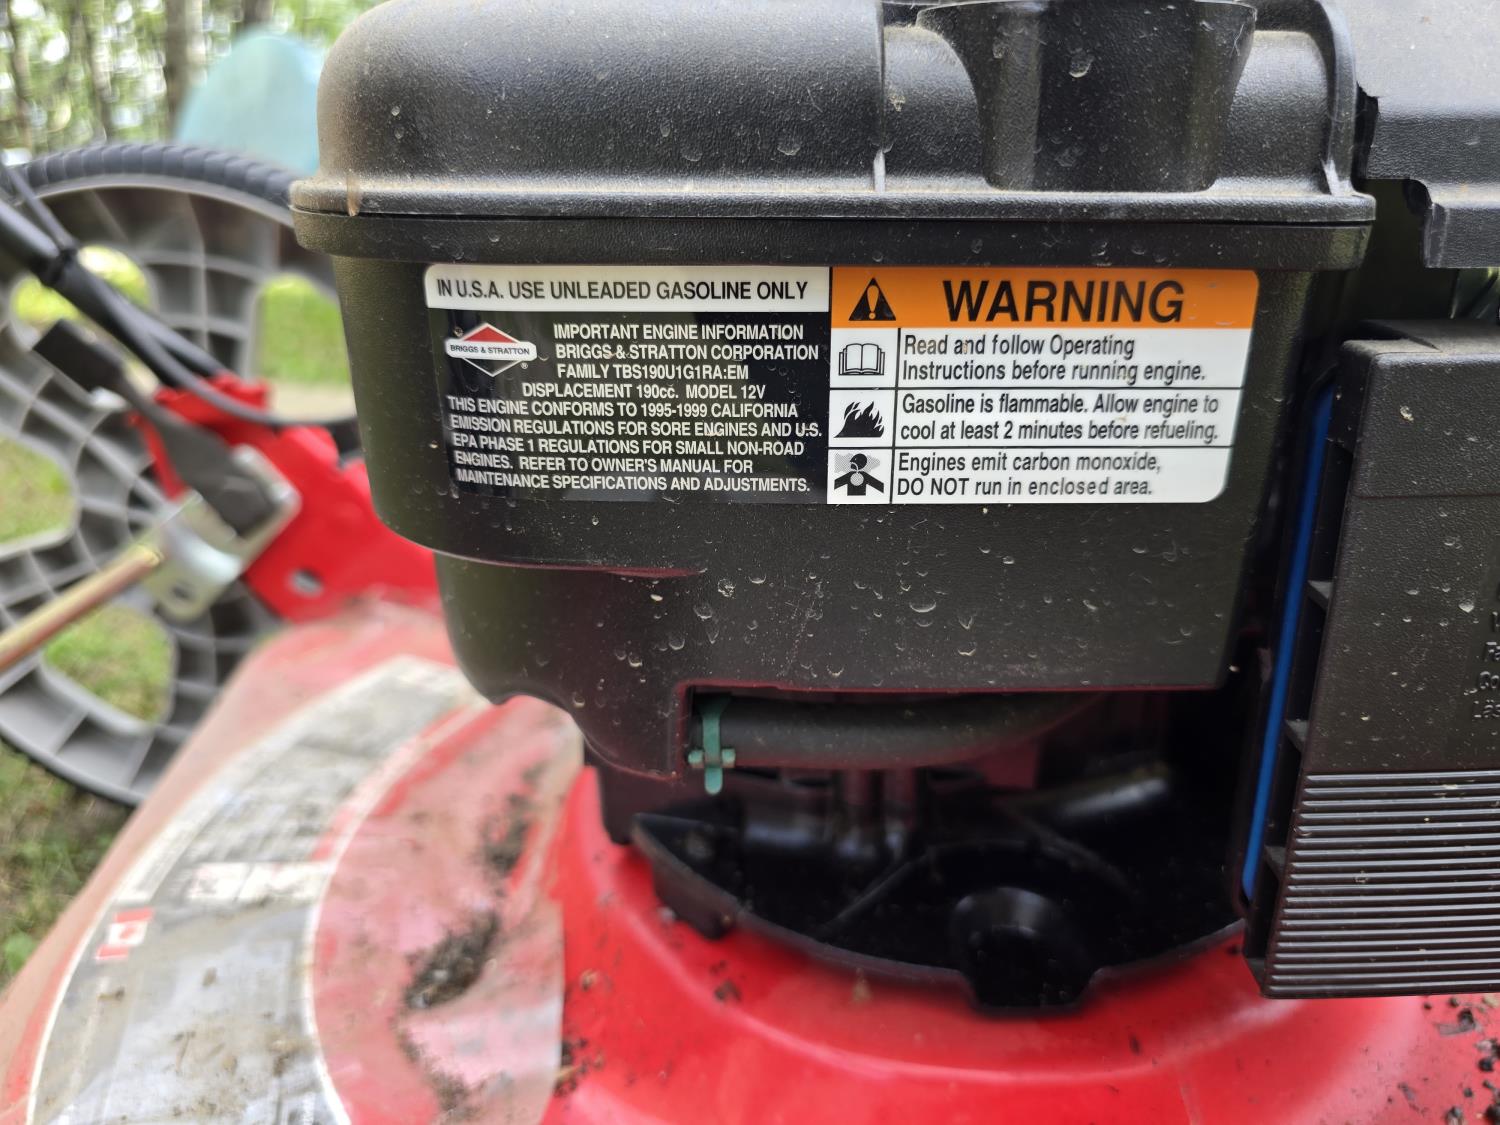 IN U.S.A. USE UNLEADED GASOLINE ONLY
BRIGGS & STRATTON
®
IMPORTANT ENGINE INFORMATION
BRIGGS & STRATTON CORPORATION
FAMILY TBS190U1G1RA:EM
DISPLACEMENT 190cc. MODEL 12V
THIS ENGINE CONFORMS TO 1995-1999 CALIFORNIA
EMISSION REGULATIONS FOR SORE ENGINES AND U.S.
EPA PHASE 1 REGULATIONS FOR SMALL NON-ROAD
ENGINES. REFER TO OWNER'S MANUAL FOR
MAINTENANCE SPECIFICATIONS AND ADJUSTMENTS.
WARNING
Read and follow Operating
Instructions before running engine.
Gasoline is flammable. Allow engine to
cool at least 2 minutes before refueling.
Engines emit carbon monoxide,
DO NOT run in enclosed area.